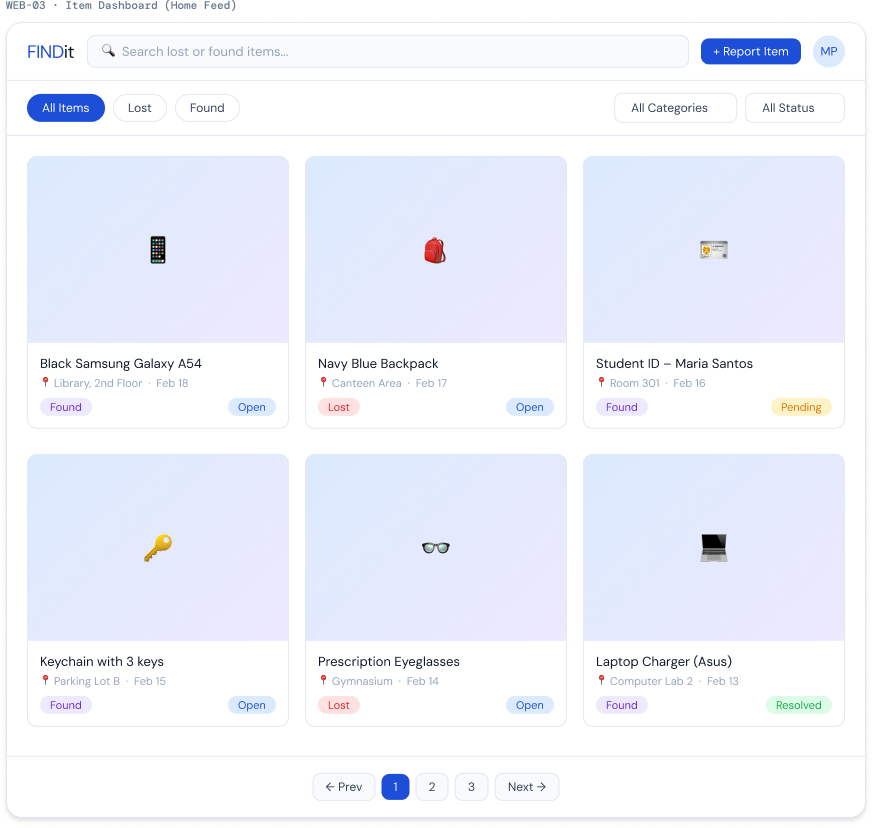 WEB-03 · Item Dashboard (Home Feed)
FINDit
Search lost or found items...
+ Report Item
MP
All Items
Lost
Found
All Categories
All Status
Black Samsung Galaxy A54
Library, 2nd Floor · Feb 18
Found
Open
Navy Blue Backpack
Canteen Area · Feb 17
Lost
Open
Student ID – Maria Santos
Room 301 · Feb 16
Found
Pending
Keychain with 3 keys
Parking Lot B · Feb 15
Found
Open
Prescription Eyeglasses
Gymnasium · Feb 14
Lost
Open
Laptop Charger (Asus)
Computer Lab 2 · Feb 13
Found
Resolved
← Prev
1
2
3
Next →